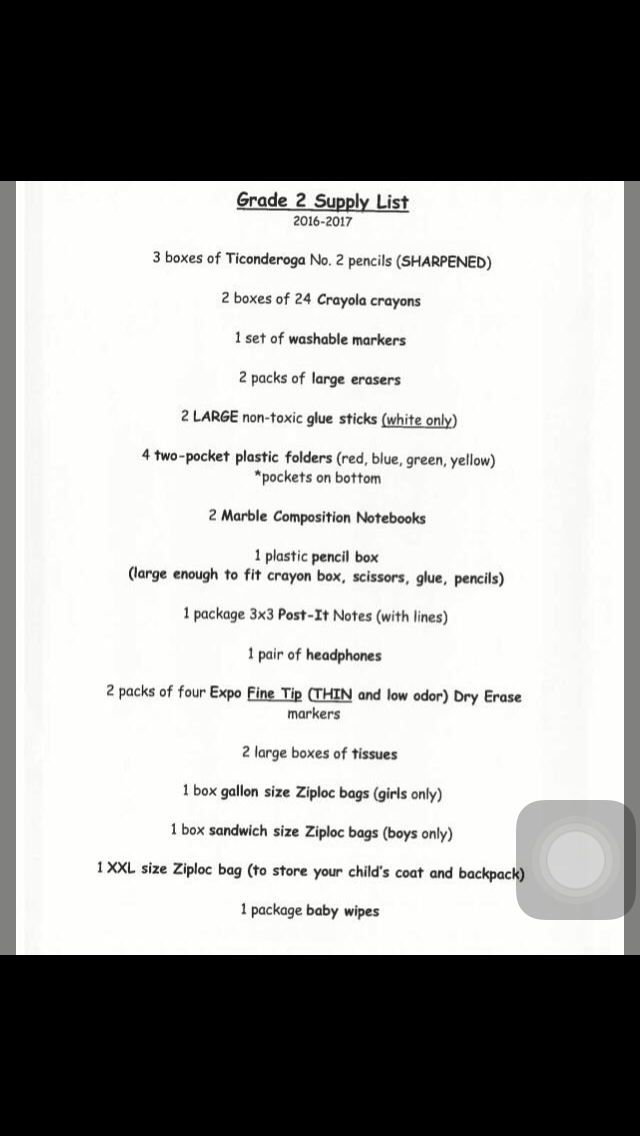 Grade 2 Supply List
2016-2017
3 boxes of Ticonderoga No. 2 pencils (SHARPENED)
2 boxes of 24 Crayola crayons
1 set of washable markers
2 packs of large erasers
2 LARGE non-toxic glue sticks (white only)
4 two-pocket plastic folders (red, blue, green, yellow)
*pockets on bottom
2 Marble Composition Notebooks
1 plastic pencil box
(large enough to fit crayon box, scissors, glue, pencils)
1 package 3x3 Post-It Notes (with lines)
1 pair of headphones
2 packs of four Expo Fine Tip (THIN and low odor) Dry Erase
markers
2 large boxes of tissues
1 box gallon size Ziploc bags (girls only)
1 box sandwich size Ziploc bags (boys only)
1 XXL size Ziploc bag (to store your child's coat and backpack)
1 package baby wipes